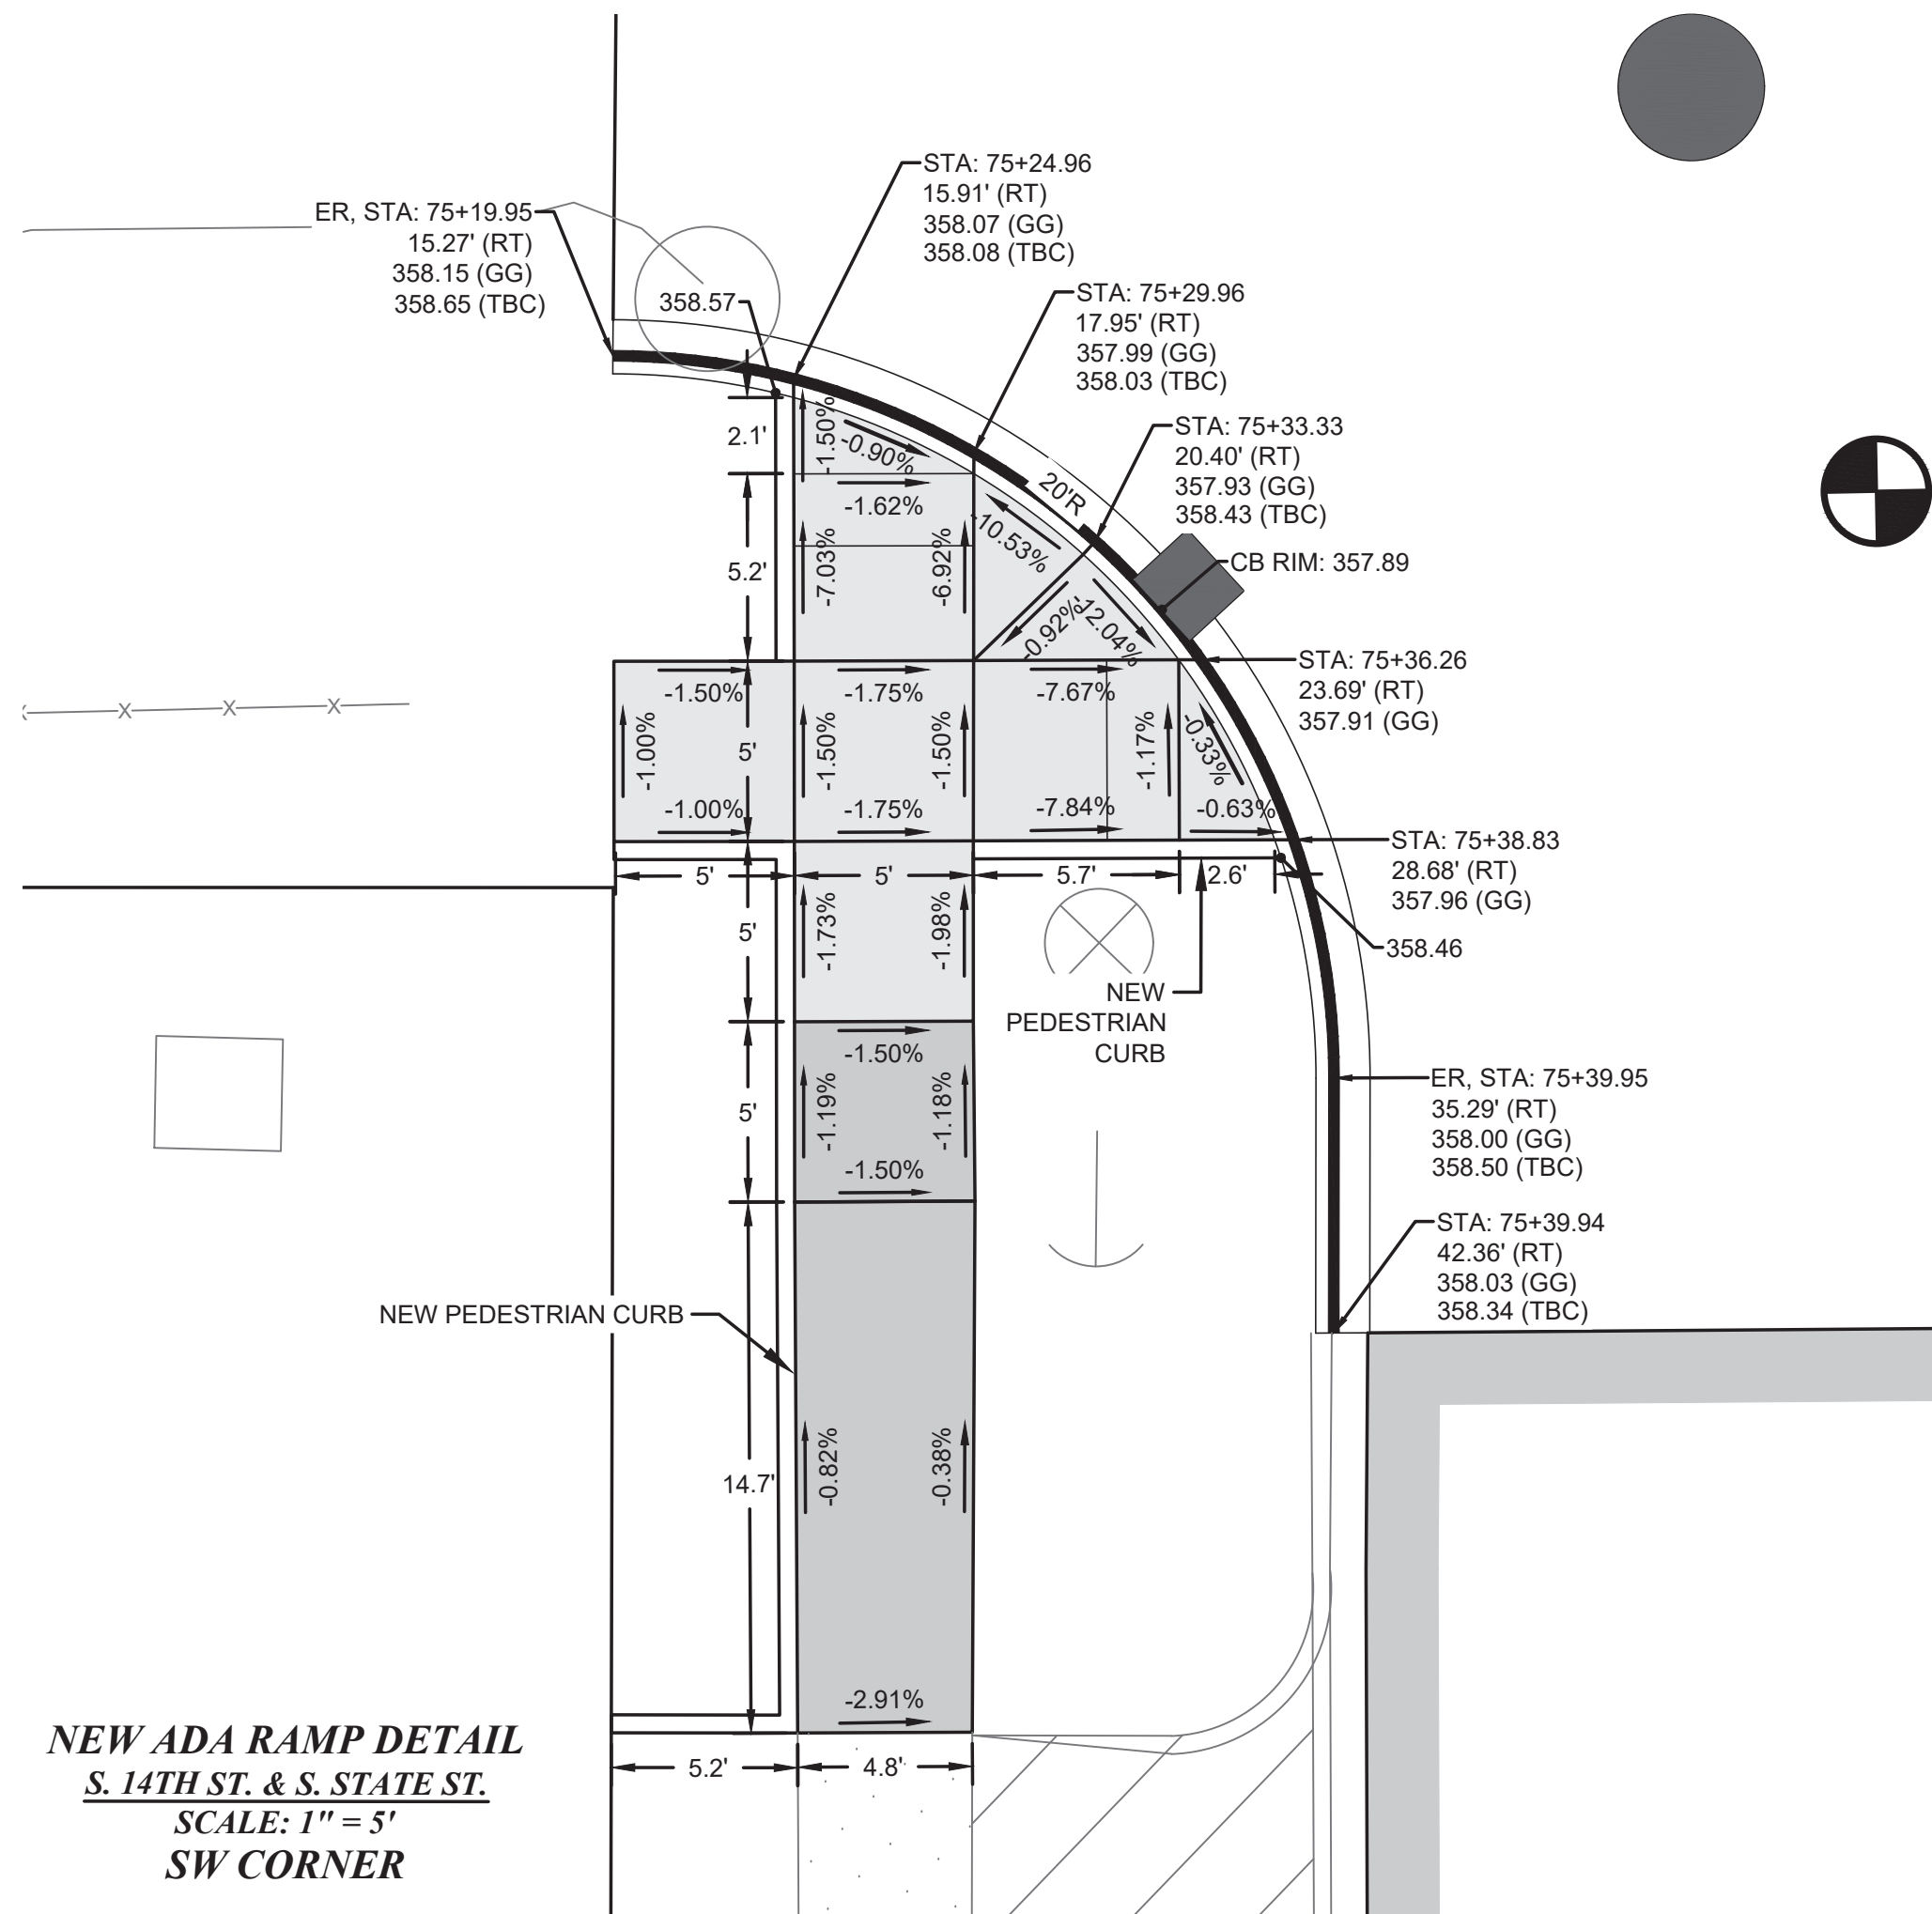 STA: 75+24.96
15.91' (RT)
358.07 (GG)
358.08 (TBC)
ER, STA: 75+19.95
15.27' (RT)
358.15 (GG)
358.65 (TBC)
358.57
STA: 75+29.96
17.95' (RT)
357.99 (GG)
358.03 (TBC)
STA: 75+33.33
20.40' (RT)
357.93 (GG)
358.43 (TBC)
20'R
CB RIM: 357.89
2.1'
-1.50%
-0.90%
-1.62%
5.2'
-7.03%
-6.92%
-10.53%
-0.92%
-12.04%
STA: 75+36.26
23.69' (RT)
357.91 (GG)
X
X
X
X
-1.50%
-1.75%
-7.67%
-1.00%
5'
-1.50%
-1.50%
-1.17%
-0.33%
-1.00%
-1.75%
-7.84%
-0.63%
STA: 75+38.83
28.68' (RT)
357.96 (GG)
5'
5'
5.7'
2.6'
358.46
5'
-1.73%
-1.98%
NEW
PEDESTRIAN
CURB
-1.50%
5'
-1.19%
-1.18%
-1.50%
ER, STA: 75+39.95
35.29' (RT)
358.00 (GG)
358.50 (TBC)
STA: 75+39.94
42.36' (RT)
358.03 (GG)
358.34 (TBC)
NEW PEDESTRIAN CURB
14.7'
-0.82%
-0.38%
-2.91%
5.2'
4.8'
NEW ADA RAMP DETAIL
S. 14TH ST. & S. STATE ST.
SCALE: 1" = 5'
SW CORNER